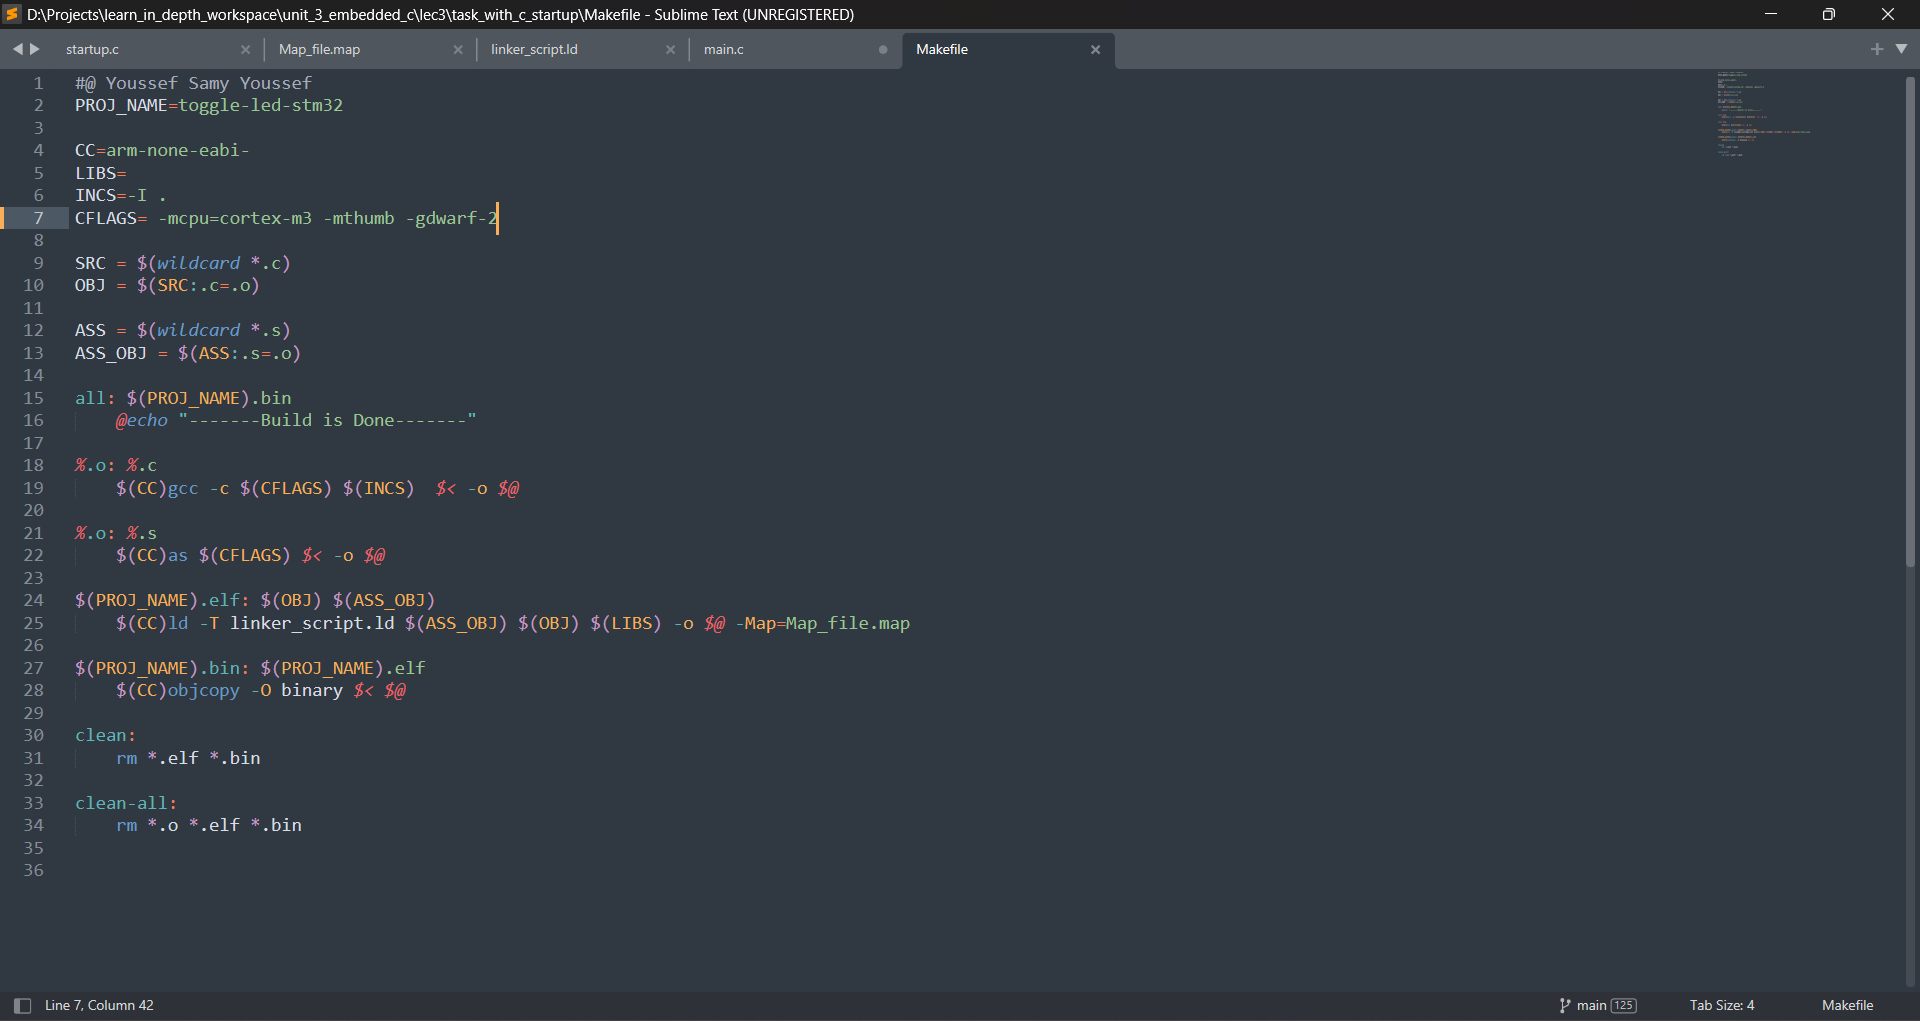 D:\Projects\learn_in_depth_workspace\unit_3_embedded_c\lec3\task_with_c_startup\Makefile - Sublime Text (UNREGISTERED)
startup.c Map_file.map linker_script.ld main.c Makefile
1 #@ Youssef Samy Youssef
2 PROJ_NAME=toggle-led-stm32
3
4 CC=arm-none-eabi-
5 LIBS=
6 INCS=-I .
7 CFLAGS= -mcpu=cortex-m3 -mthumb -gdwarf-2
8
9 SRC = $(wildcard *.c)
10 OBJ = $(SRC:.c=.o)
11
12 ASS = $(wildcard *.s)
13 ASS_OBJ = $(ASS:.s=.o)
14
15 all: $(PROJ_NAME).bin
16     @echo "-------Build is Done-------"
17
18 %.o: %.c
19     $(CC)gcc -c $(CFLAGS) $(INCS)  $< -o $@
20
21 %.o: %.s
22     $(CC)as $(CFLAGS) $< -o $@
23
24 $(PROJ_NAME).elf: $(OBJ) $(ASS_OBJ)
25     $(CC)ld -T linker_script.ld $(ASS_OBJ) $(OBJ) $(LIBS) -o $@ -Map=Map_file.map
26
27 $(PROJ_NAME).bin: $(PROJ_NAME).elf
28     $(CC)objcopy -O binary $< $@
29
30 clean:
31     rm *.elf *.bin
32
33 clean-all:
34     rm *.o *.elf *.bin
35
36
Line 7, Column 42 main 125 Tab Size: 4 Makefile